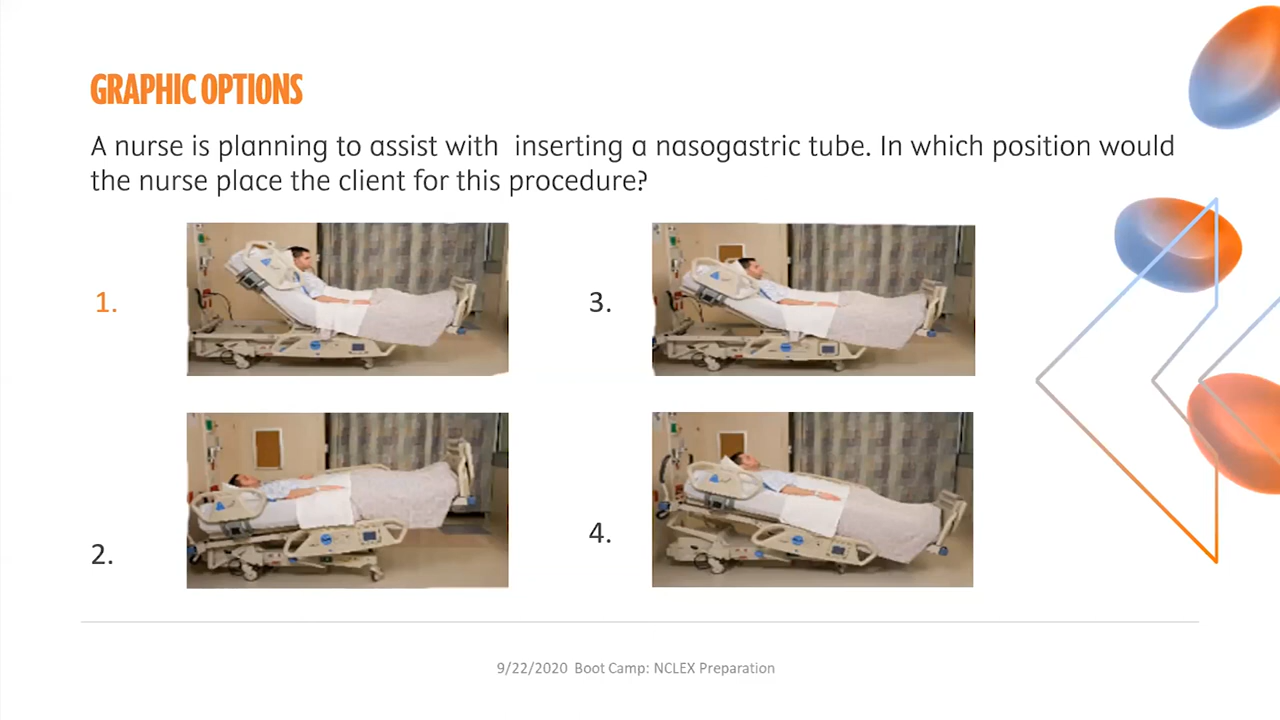 GRAPHIC OPTIONS
A nurse is planning to assist with  inserting a nasogastric tube. In which position would
the nurse place the client for this procedure?
1.
3.
2.
4.
9/22/2020  Boot Camp: NCLEX Preparation